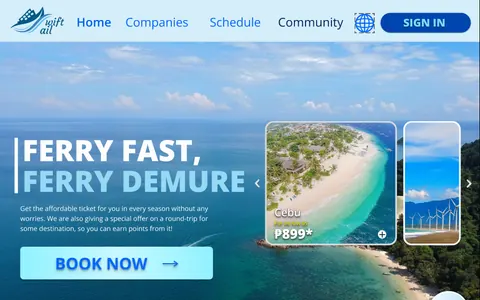 Swift
Sail
Home
Companies
Schedule
Community
SIGN IN
FERRY FAST,
FERRY DEMURE
Get the affordable ticket for you in every season without any
worries. We are also giving a special offer on a round-trip for
some destination, so you can earn points from it!
BOOK NOW
Cebu
₱899*